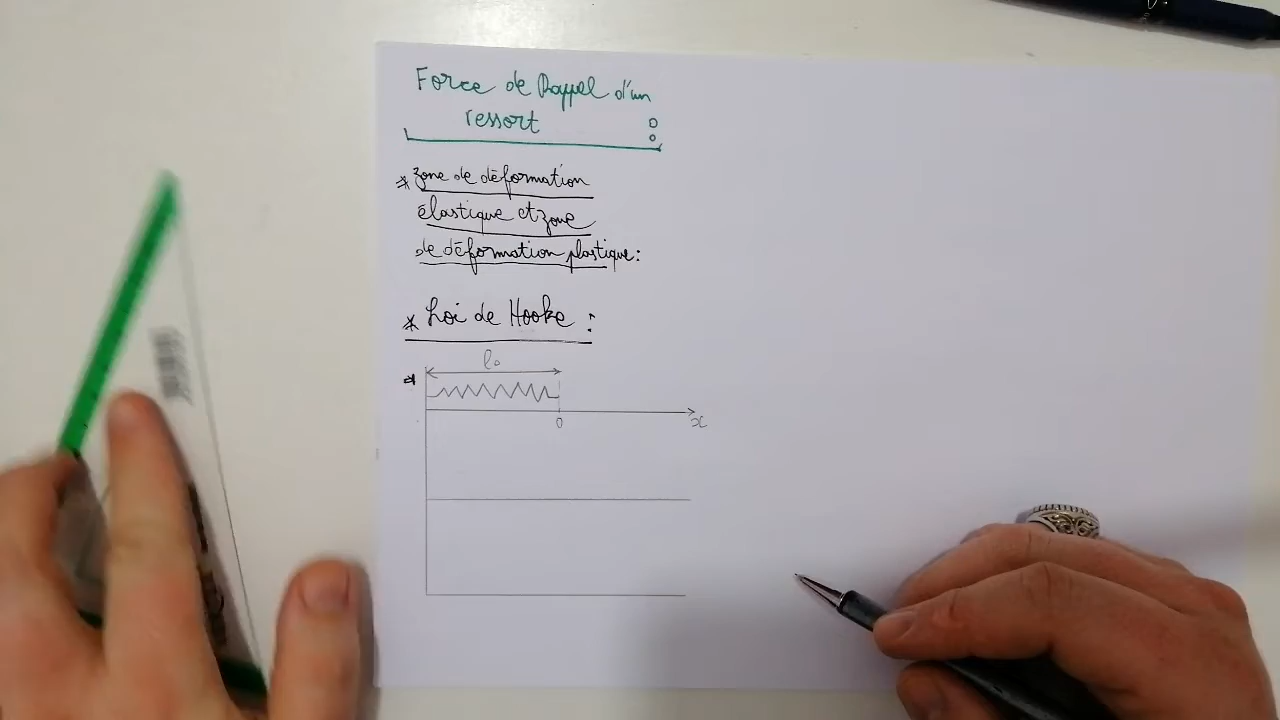 Force de Rappel d'un
ressort :
* zone de déformation
élastique et zone
de déformation plastique :
* Loi de Hooke :
l₀
0
x